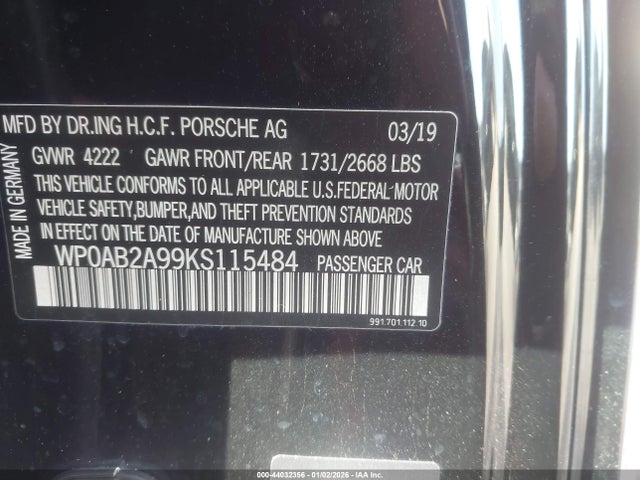 MFD BY DR.ING H.C.F. PORSCHE AG 03/19
GVWR 4222 GAWR FRONT/REAR 1731/2668 LBS
THIS VEHICLE CONFORMS TO ALL APPLICABLE U.S.FEDERAL MOTOR
VEHICLE SAFETY,BUMPER,AND THEFT PREVENTION STANDARDS
IN EFFECT ON THE DATE OF MANUFACTURE SHOWN ABOVE.
WP0AB2A99KS115484 PASSENGER CAR
991.701.112.10
MADE IN GERMANY
000-44032356 | 01/02/2026 - IAA Inc. Copyright